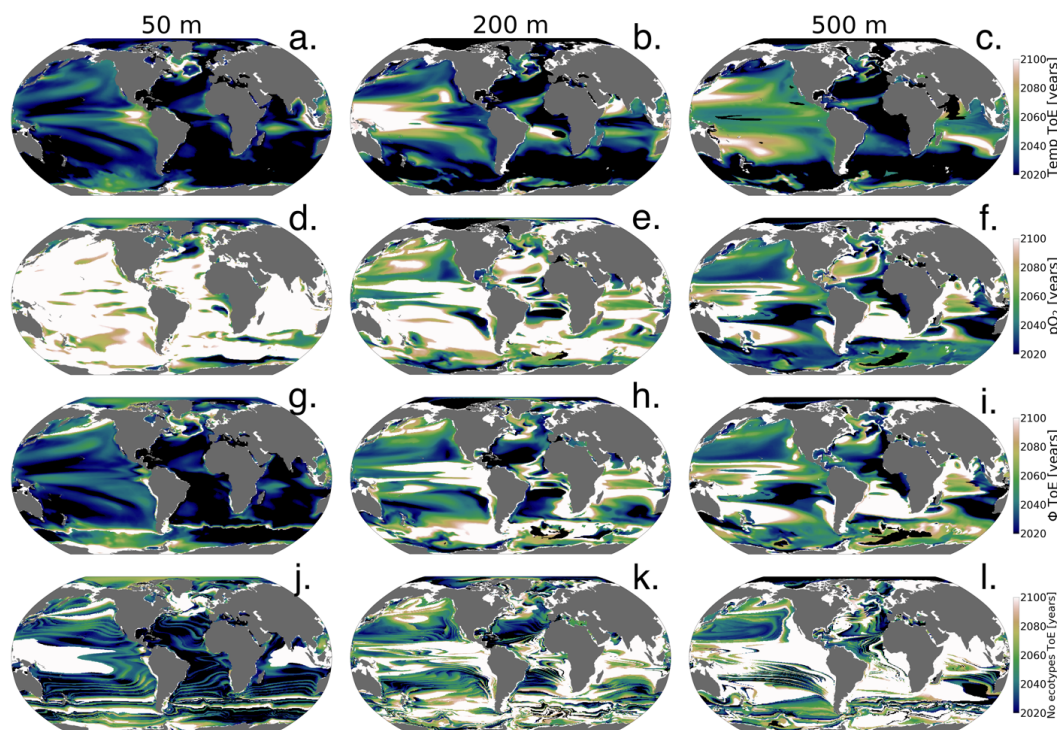 50 m 200 m 500 m
a. b. c.
2100
2080
2060
2040
2020
Temp ToE [years]
d. e. f.
2100
2080
2060
2040
2020
pO₂ [years]
g. h. i.
2100
2080
2060
2040
2020
Φ ToE [years]
j. k. l.
2100
2080
2060
2040
2020
No ecotypes ToE [years]